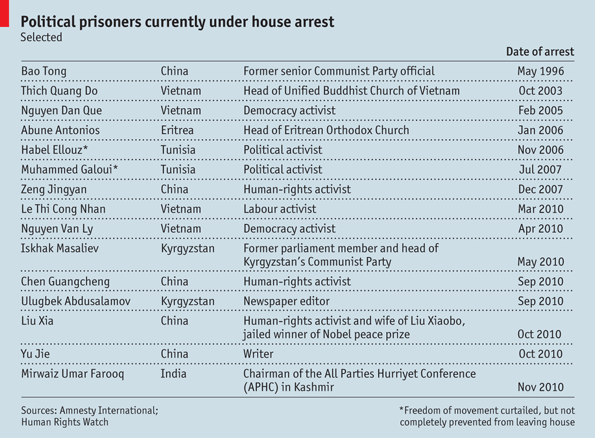 Political prisoners currently under house arrest
Selected
Date of arrest
Bao Tong China Former senior Communist Party official May 1996
Thich Quang Do Vietnam Head of Unified Buddhist Church of Vietnam Oct 2003
Nguyen Dan Que Vietnam Democracy activist Feb 2005
Abune Antonios Eritrea Head of Eritrean Orthodox Church Jan 2006
Habel Ellouz* Tunisia Political activist Nov 2006
Muhammed Galoui* Tunisia Political activist Jul 2007
Zeng Jingyan China Human-rights activist Dec 2007
Le Thi Cong Nhan Vietnam Labour activist Mar 2010
Nguyen Van Ly Vietnam Democracy activist Apr 2010
Iskhak Masaliev Kyrgyzstan Former parliament member and head of
Kyrgyzstan's Communist Party May 2010
Chen Guangcheng China Human-rights activist Sep 2010
Ulugbek Abdusalamov Kyrgyzstan Newspaper editor Sep 2010
Liu Xia China Human-rights activist and wife of Liu Xiaobo,
jailed winner of Nobel peace prize Oct 2010
Yu Jie China Writer Oct 2010
Mirwaiz Umar Farooq India Chairman of the All Parties Hurriyet Conference
(APHC) in Kashmir Nov 2010
Sources: Amnesty International;
Human Rights Watch
*Freedom of movement curtailed, but not
completely prevented from leaving house